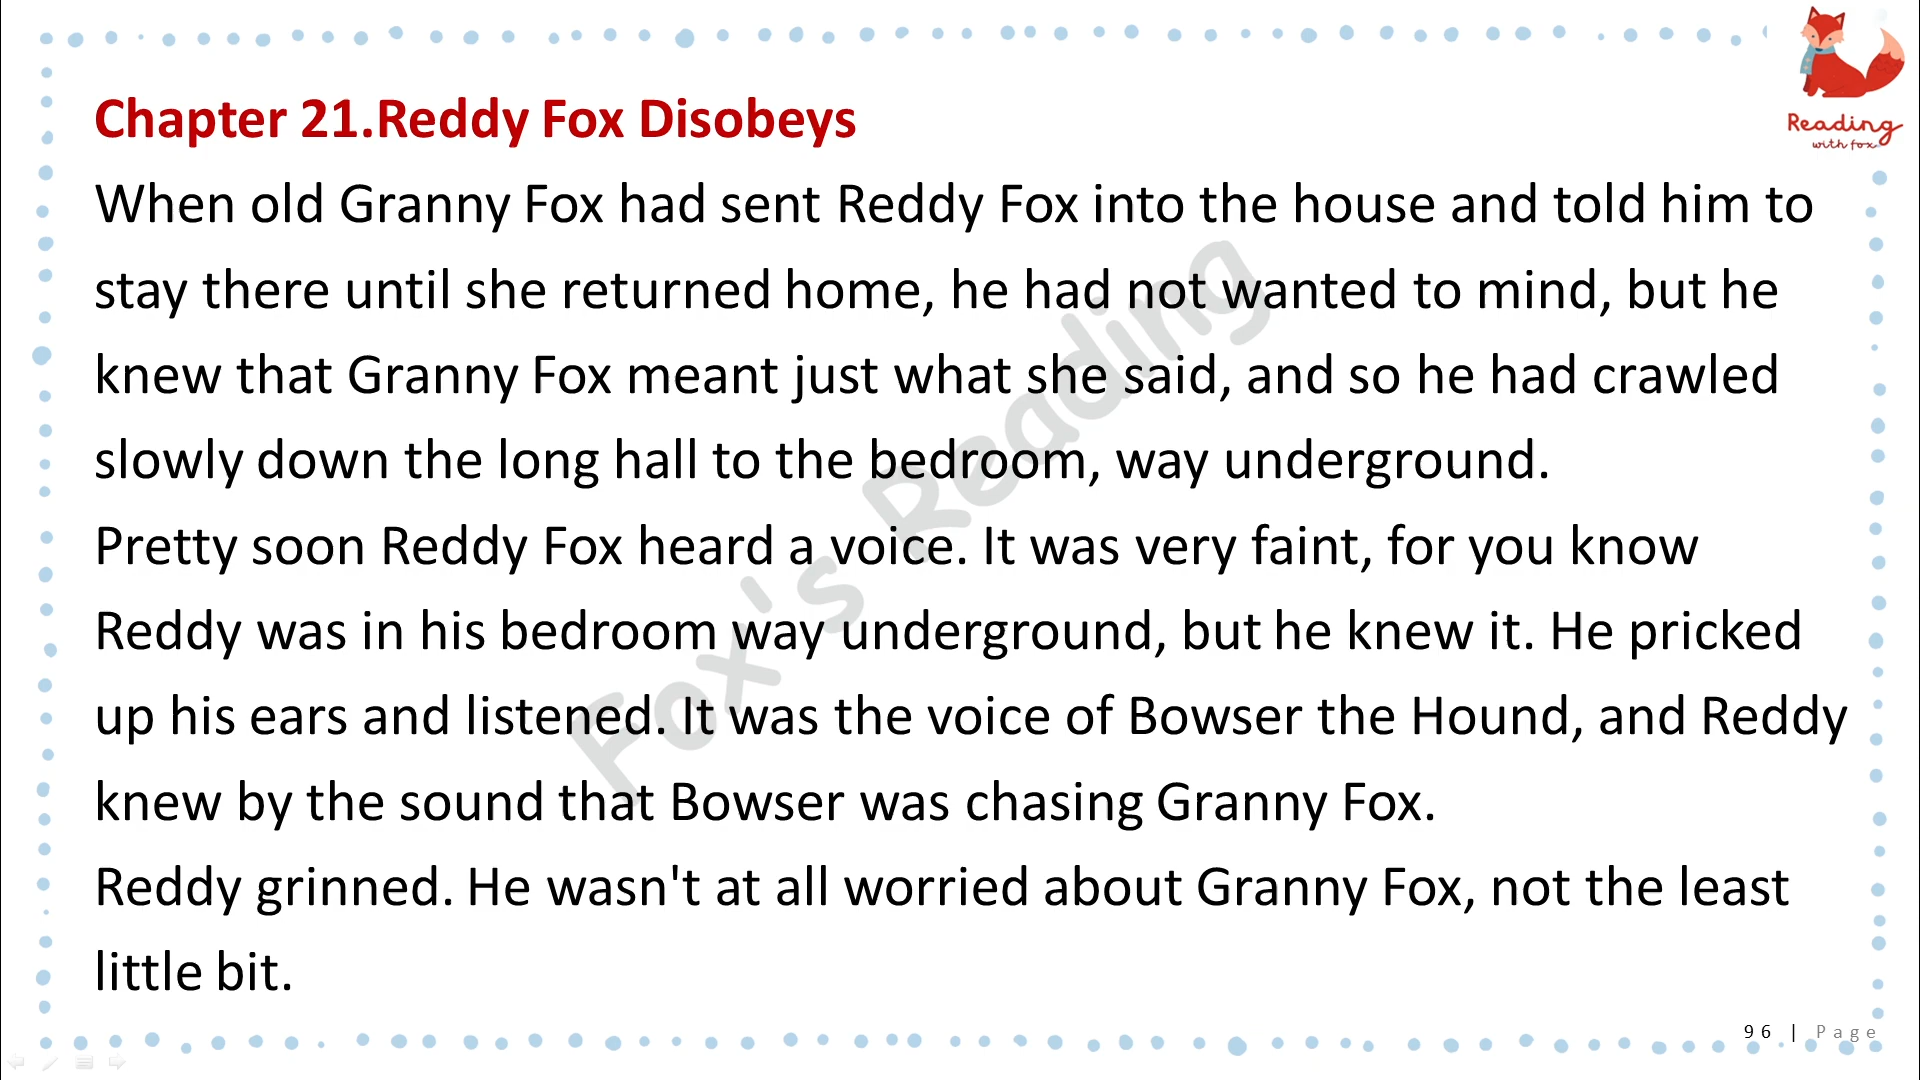 Reading
with fox
Chapter 21.Reddy Fox Disobeys
When old Granny Fox had sent Reddy Fox into the house and told him to
stay there until she returned home, he had not wanted to mind, but he
knew that Granny Fox meant just what she said, and so he had crawled
slowly down the long hall to the bedroom, way underground.
Pretty soon Reddy Fox heard a voice. It was very faint, for you know
Reddy was in his bedroom way underground, but he knew it. He pricked
up his ears and listened. It was the voice of Bowser the Hound, and Reddy
knew by the sound that Bowser was chasing Granny Fox.
Reddy grinned. He wasn't at all worried about Granny Fox, not the least
little bit.
Fox's Reading
96 | Page